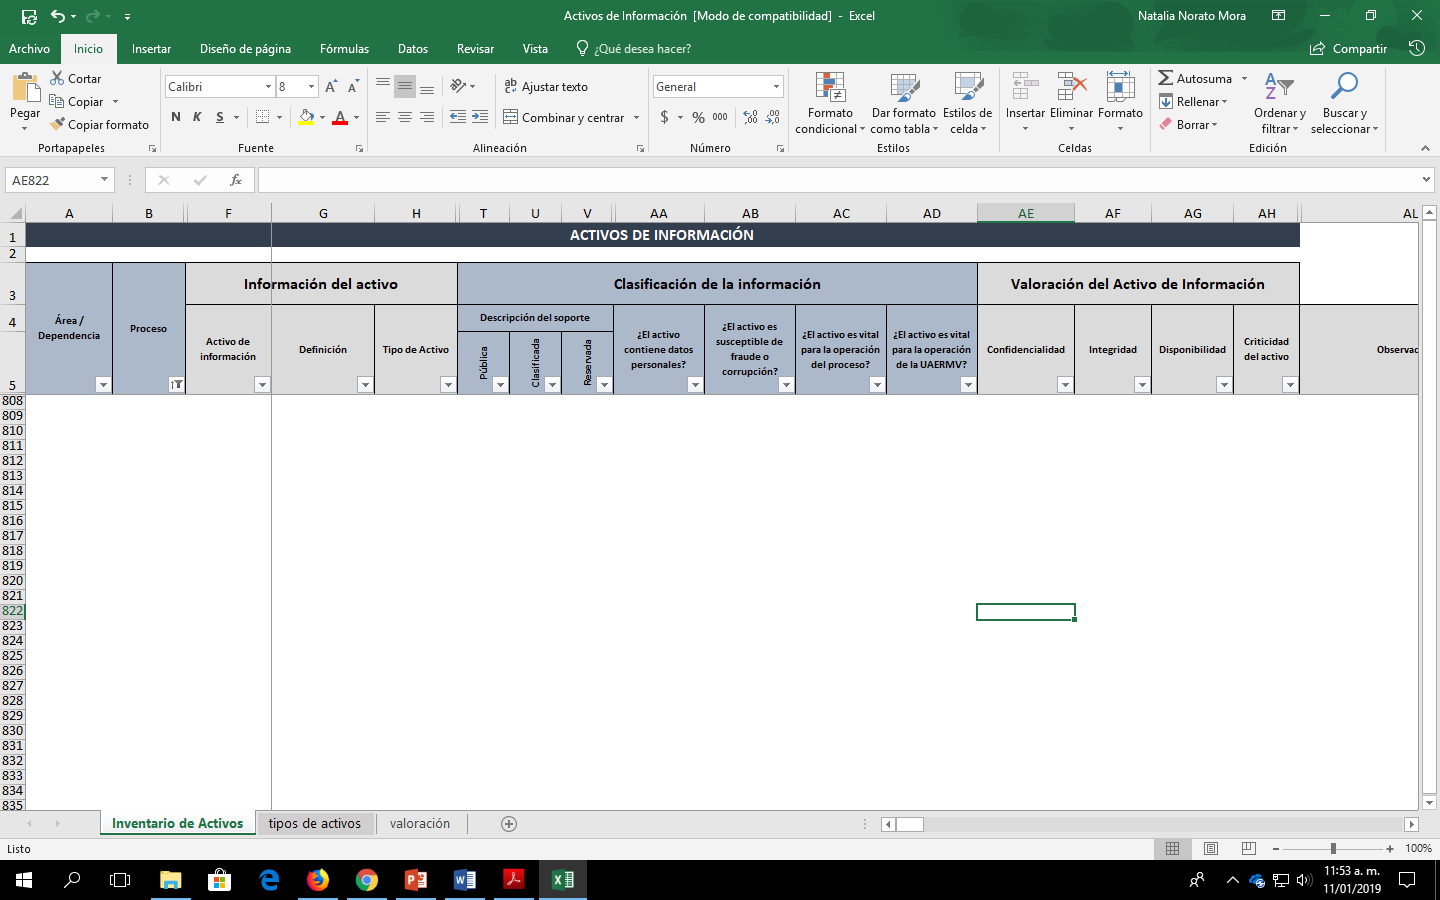 Activos de Información [Modo de compatibilidad] - Excel
Natalia Norato Mora
Archivo Inicio Insertar Diseño de página Fórmulas Datos Revisar Vista ¿Qué desea hacer? Compartir
Pegar
Cortar
Copiar
Copiar formato
Portapapeles
Calibri 8
N K S
Fuente
Ajustar texto
Combinar y centrar
Alineación
General
$ % 000
Número
Formato condicional
Dar formato como tabla
Estilos de celda
Estilos
Insertar Eliminar Formato
Celdas
Autosuma
Rellenar
Borrar
Ordenar y filtrar
Buscar y seleccionar
Edición
AE822
fx
A B F G H T U V AA AB AC AD AE AF AG AH AL
1 ACTIVOS DE INFORMACIÓN
2
3 Información del activo Clasificación de la información Valoración del Activo de Información
4
5
Área / Dependencia
Proceso
Activo de información
Definición
Tipo de Activo
Descripción del soporte
Pública
Clasificada
Reservada
¿El activo contiene datos personales?
¿El activo es susceptible de fraude o corrupción?
¿El activo es vital para la operación del proceso?
¿El activo es vital para la operación de la UAERMV?
Confidencialidad
Integridad
Disponibilidad
Criticidad del activo
Observac
808
809
810
811
812
813
814
815
816
817
818
819
820
821
822
823
824
825
826
827
828
829
830
831
832
833
834
835
Inventario de Activos tipos de activos valoración
Listo
100%
11:53 a. m.
11/01/2019